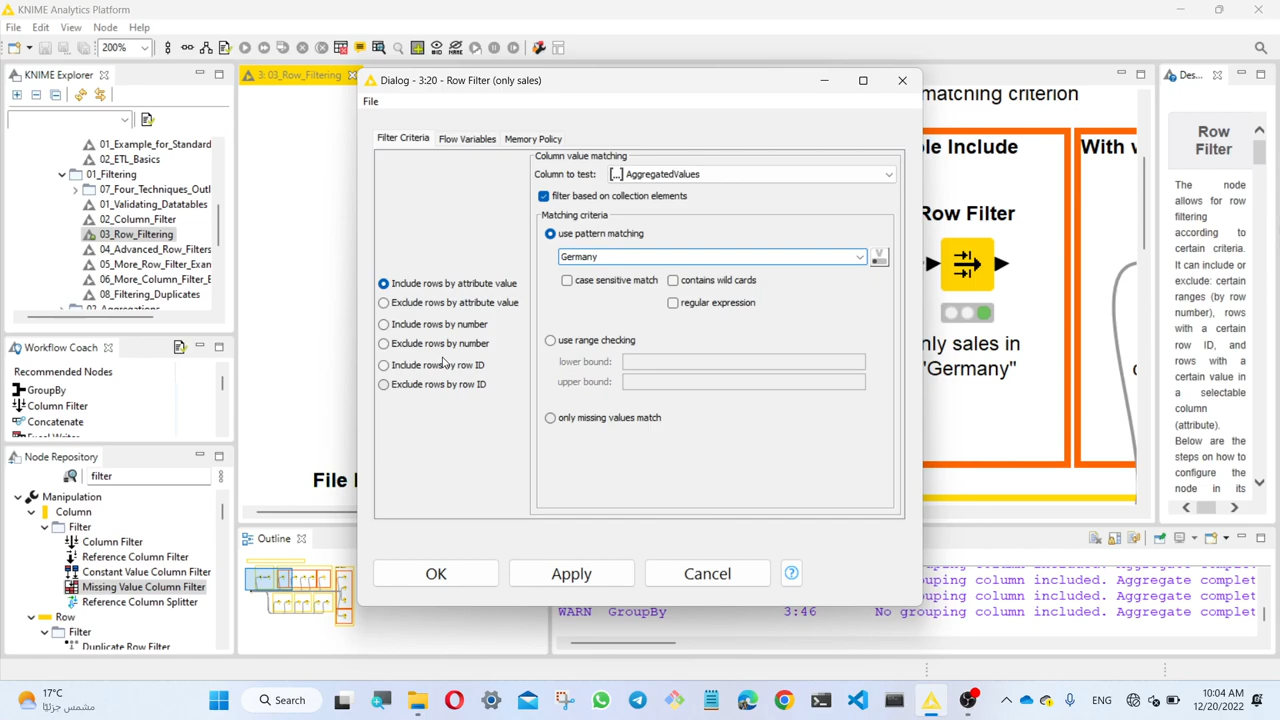 KNIME Analytics Platform
File Edit View Node Help
200%
KNIME Explorer
3: 03_Row_Filtering
Dialog - 3:20 - Row Filter (only sales)
File
Des...
Filter Criteria Flow Variables Memory Policy
Column value matching
Column to test: [...] AggregatedValues
filter based on collection elements
Matching criteria
use pattern matching
Germany
case sensitive match
contains wild cards
regular expression
Include rows by attribute value
Exclude rows by attribute value
Include rows by number
Exclude rows by number
Include rows by row ID
Exclude rows by row ID
use range checking
lower bound:
upper bound:
only missing values match
OK Apply Cancel
01_Example_for_Standard
02_ETL_Basics
01_Filtering
07_Four_Techniques_Outl
01_Validating_Datatables
02_Column_Filter
03_Row_Filtering
04_Advanced_Row_Filters
05_More_Row_Filter_Exan
06_More_Column_Filter_E
08_Filtering_Duplicates
Workflow Coach
Recommended Nodes
GroupBy
Column Filter
Concatenate
Node Repository
filter
Manipulation
Column
Filter
Column Filter
Reference Column Filter
Constant Value Column Filter
Missing Value Column Filter
Reference Column Splitter
Row
Filter
Duplicate Row Filter
File
Outline
matching criterion
Include
With
Row Filter
only sales in
"Germany"
Row
Filter
The node
allows for row
filtering
according to
certain criteria.
It can include or
exclude: certain
ranges (by row
number), rows
with a certain
row ID, and
rows with a
certain value in
a selectable
column
(attribute).
Below are the
steps on how to
configure the
node in its
ouping column included. Aggregate complet
ouping column included. Aggregate complet
WARN GroupBy 3:46 No grouping column included. Aggregate complet
17°C
مشمس جزئيًا
Search
ENG
10:04 AM
12/20/2022